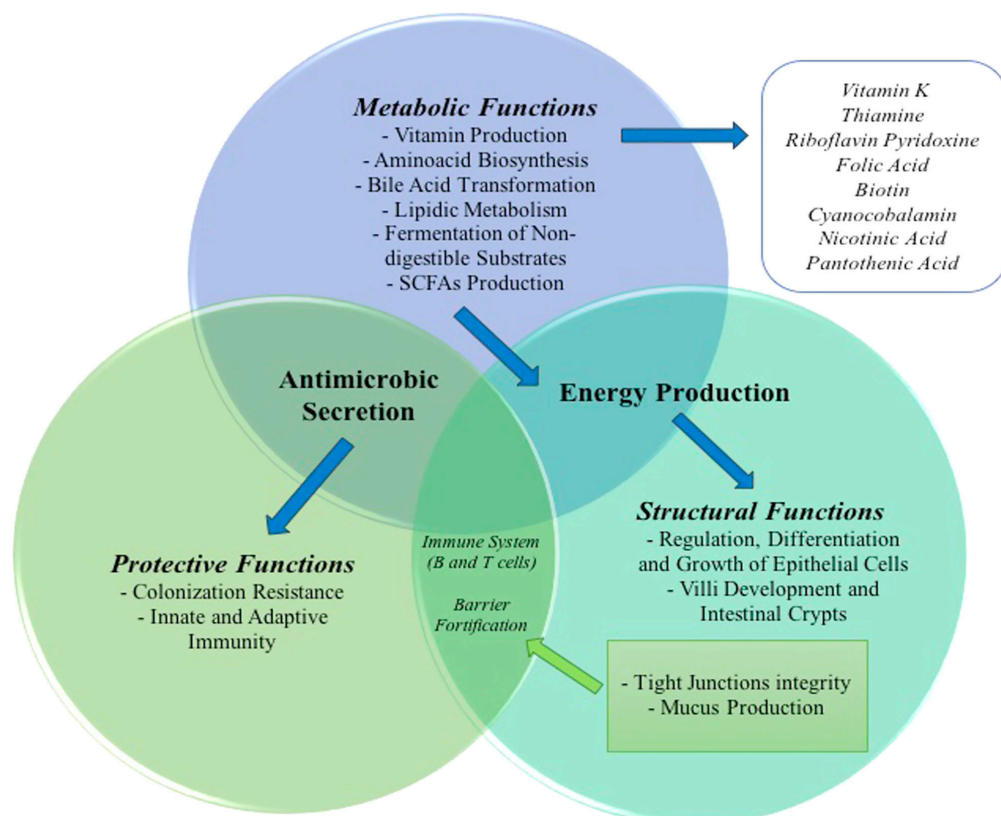 Metabolic Functions
- Vitamin Production
- Aminoacid Biosynthesis
- Bile Acid Transformation
- Lipidic Metabolism
- Fermentation of Non-
digestible Substrates
- SCFAs Production
Vitamin K
Thiamine
Riboflavin Pyridoxine
Folic Acid
Biotin
Cyanocobalamin
Nicotinic Acid
Pantothenic Acid
Antimicrobic
Secretion
Energy Production
Protective Functions
- Colonization Resistance
- Innate and Adaptive
Immunity
Immune System
(B and T cells)
Barrier
Fortification
Structural Functions
- Regulation, Differentiation
and Growth of Epithelial Cells
- Villi Development and
Intestinal Crypts
- Tight Junctions integrity
- Mucus Production